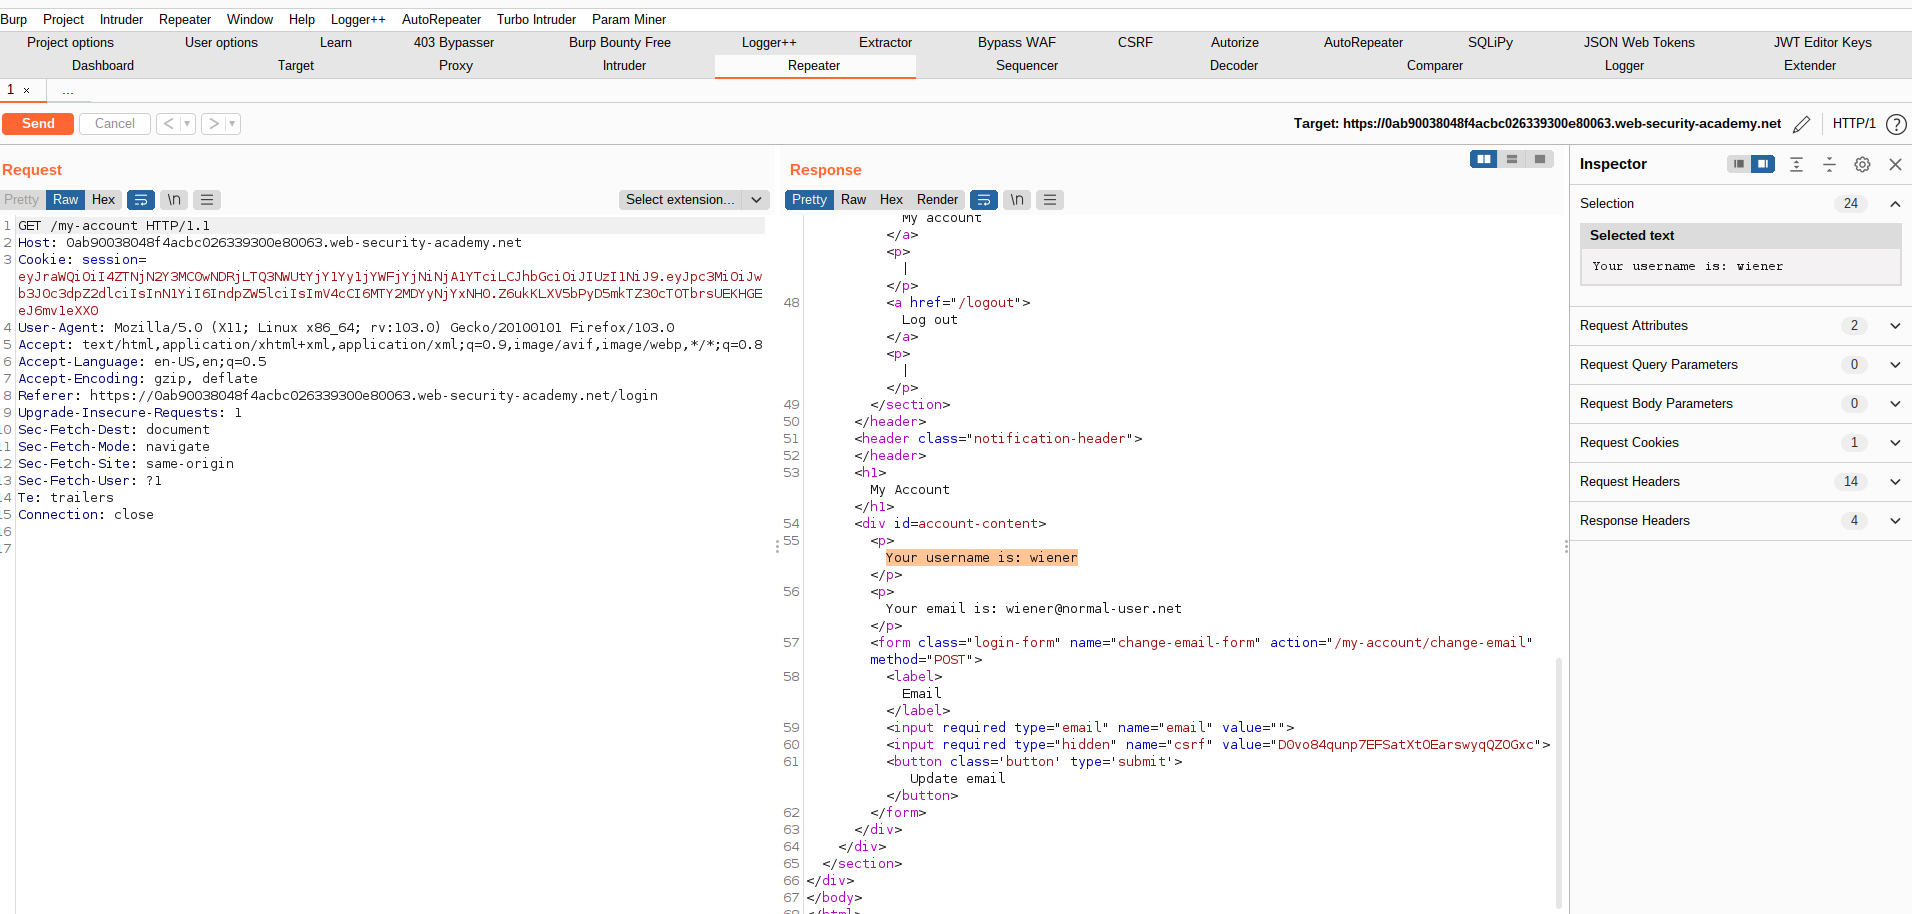 Burp Project Intruder Repeater Window Help Logger++ AutoRepeater Turbo Intruder Param Miner
Project options User options Learn 403 Bypasser Burp Bounty Free Logger++ Extractor Bypass WAF CSRF Autorize AutoRepeater SQLiPy JSON Web Tokens JWT Editor Keys
Dashboard Target Proxy Intruder Repeater Sequencer Decoder Comparer Logger Extender
1 × ...
Send Cancel < > Target: https://0ab90038048f4acbc026339300e80063.web-security-academy.net HTTP/1 ?
Request
Pretty Raw Hex \n Select extension...
1 GET /my-account HTTP/1.1
2 Host: 0ab90038048f4acbc026339300e80063.web-security-academy.net
3 Cookie: session=
eyJraWQiOiI4ZTNjN2Y3MC0wNDRjLTQ3NWUtYjY1Yy1jYWFjYjNiNjA1YTciLCJhbGciOiJIUzI1NiJ9.eyJpc3MiOiJw
b3J0c3dpZ2dlciIsInN1YiI6IndpZW5lciIsImV4cCI6MTY2MDYyNjYxNH0.Z6ukKLXV5bPyD5mkTZ30cTOTbrsUEKHGE
eJ6mv1eXX0
4 User-Agent: Mozilla/5.0 (X11; Linux x86_64; rv:103.0) Gecko/20100101 Firefox/103.0
5 Accept: text/html,application/xhtml+xml,application/xml;q=0.9,image/avif,image/webp,*/*;q=0.8
6 Accept-Language: en-US,en;q=0.5
7 Accept-Encoding: gzip, deflate
8 Referer: https://0ab90038048f4acbc026339300e80063.web-security-academy.net/login
9 Upgrade-Insecure-Requests: 1
10 Sec-Fetch-Dest: document
11 Sec-Fetch-Mode: navigate
12 Sec-Fetch-Site: same-origin
13 Sec-Fetch-User: ?1
14 Te: trailers
15 Connection: close
16
17
Response
Pretty Raw Hex Render \n
My account
</a>
<p>
|
</p>
48 <a href="/logout">
Log out
</a>
<p>
|
</p>
49 </section>
50 </header>
51 <header class="notification-header">
52 </header>
53 <h1>
My Account
</h1>
54 <div id=account-content>
55 <p>
Your username is: wiener
</p>
56 <p>
Your email is: wiener@normal-user.net
</p>
57 <form class="login-form" name="change-email-form" action="/my-account/change-email"
method="POST">
58 <label>
Email
</label>
59 <input required type="email" name="email" value="">
60 <input required type="hidden" name="csrf" value="DOvo84qunp7EFSatXtOEarswyqQZOGxc">
61 <button class='button' type='submit'>
Update email
</button>
62 </form>
63 </div>
64 </div>
65 </section>
66 </div>
67 </body>
68 </html>
Inspector
Selection 24
Selected text
Your username is: wiener
Request Attributes 2
Request Query Parameters 0
Request Body Parameters 0
Request Cookies 1
Request Headers 14
Response Headers 4